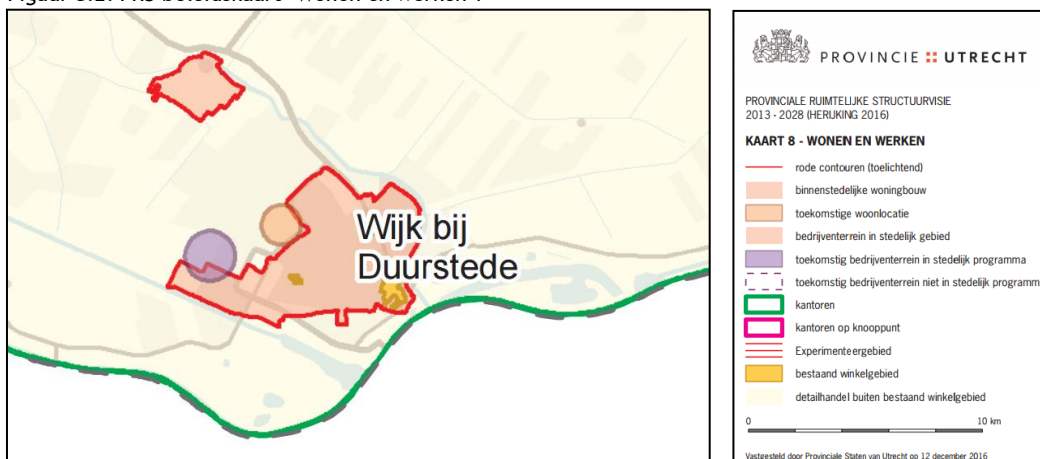 Wijk bij
Duurstede
PROVINCIE :: UTRECHT
PROVINCIALE RUIMTELIJKE STRUCTUURVISIE
2013 - 2028 (HERIJKING 2016)
KAART 8 - WONEN EN WERKEN
rode contouren (toelichtend)
binnenstedelijke woningbouw
toekomstige woonlocatie
bedrijventerrein in stedelijk gebied
toekomstig bedrijventerrein in stedelijk programma
toekomstig bedrijventerrein niet in stedelijk programm
kantoren
kantoren op knooppunt
Experimenteergebied
bestaand winkelgebied
detailhandel buiten bestaand winkelgebied
0 10 km
Vastgesteld door Provinciale Staten van Utrecht op 12 december 2016